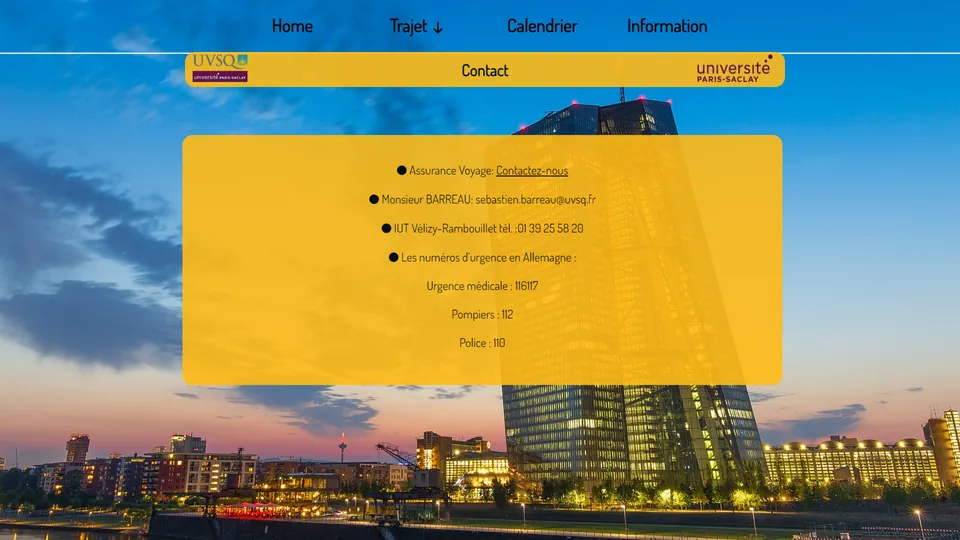 Home
Trajet ↓
Calendrier
Information
UVSQ
université PARIS-SACLAY
Contact
université
PARIS-SACLAY
● Assurance Voyage: Contactez-nous
● Monsieur BARREAU: sebastien.barreau@uvsq.fr
● IUT Vélizy-Rambouillet tél. :01 39 25 58 20
● Les numéros d'urgence en Allemagne :
Urgence médicale : 116117
Pompiers : 112
Police : 110